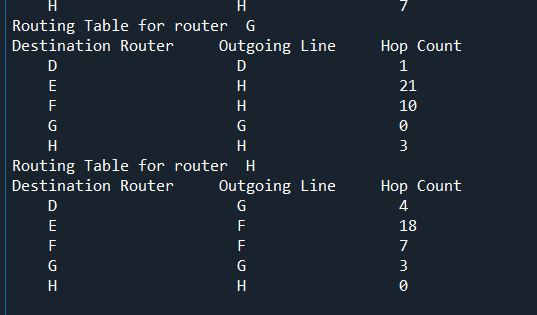 H H 7
Routing Table for router G
Destination Router Outgoing Line Hop Count
D D 1
E H 21
F H 10
G G 0
H H 3
Routing Table for router H
Destination Router Outgoing Line Hop Count
D G 4
E F 18
F F 7
G G 3
H H 0